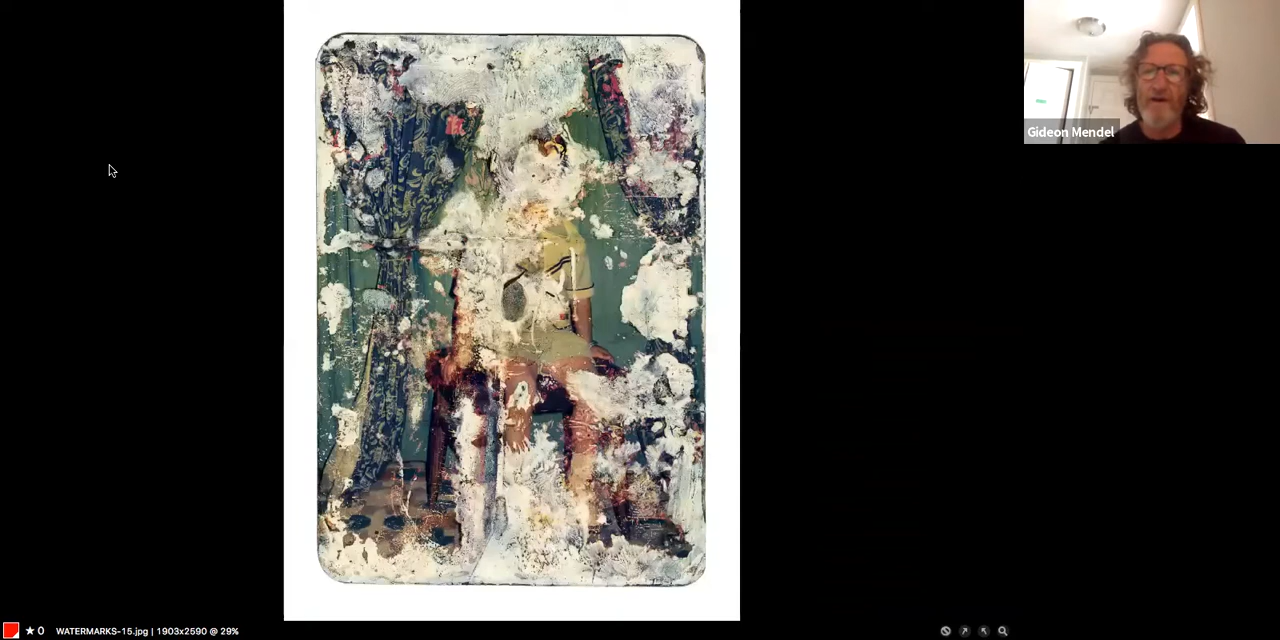 Gideon Mendel
★ 0 WATERMARKS-15.jpg | 1903x2590 @ 29%